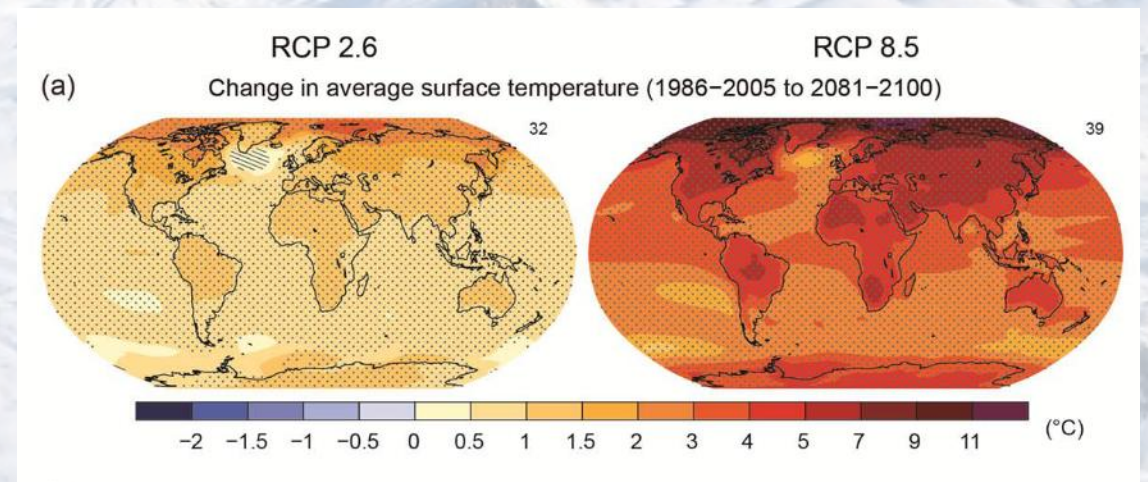 RCP 2.6 RCP 8.5
(a) Change in average surface temperature (1986−2005 to 2081−2100)
32 39
−2 −1.5 −1 −0.5 0 0.5 1 1.5 2 3 4 5 7 9 11 (°C)